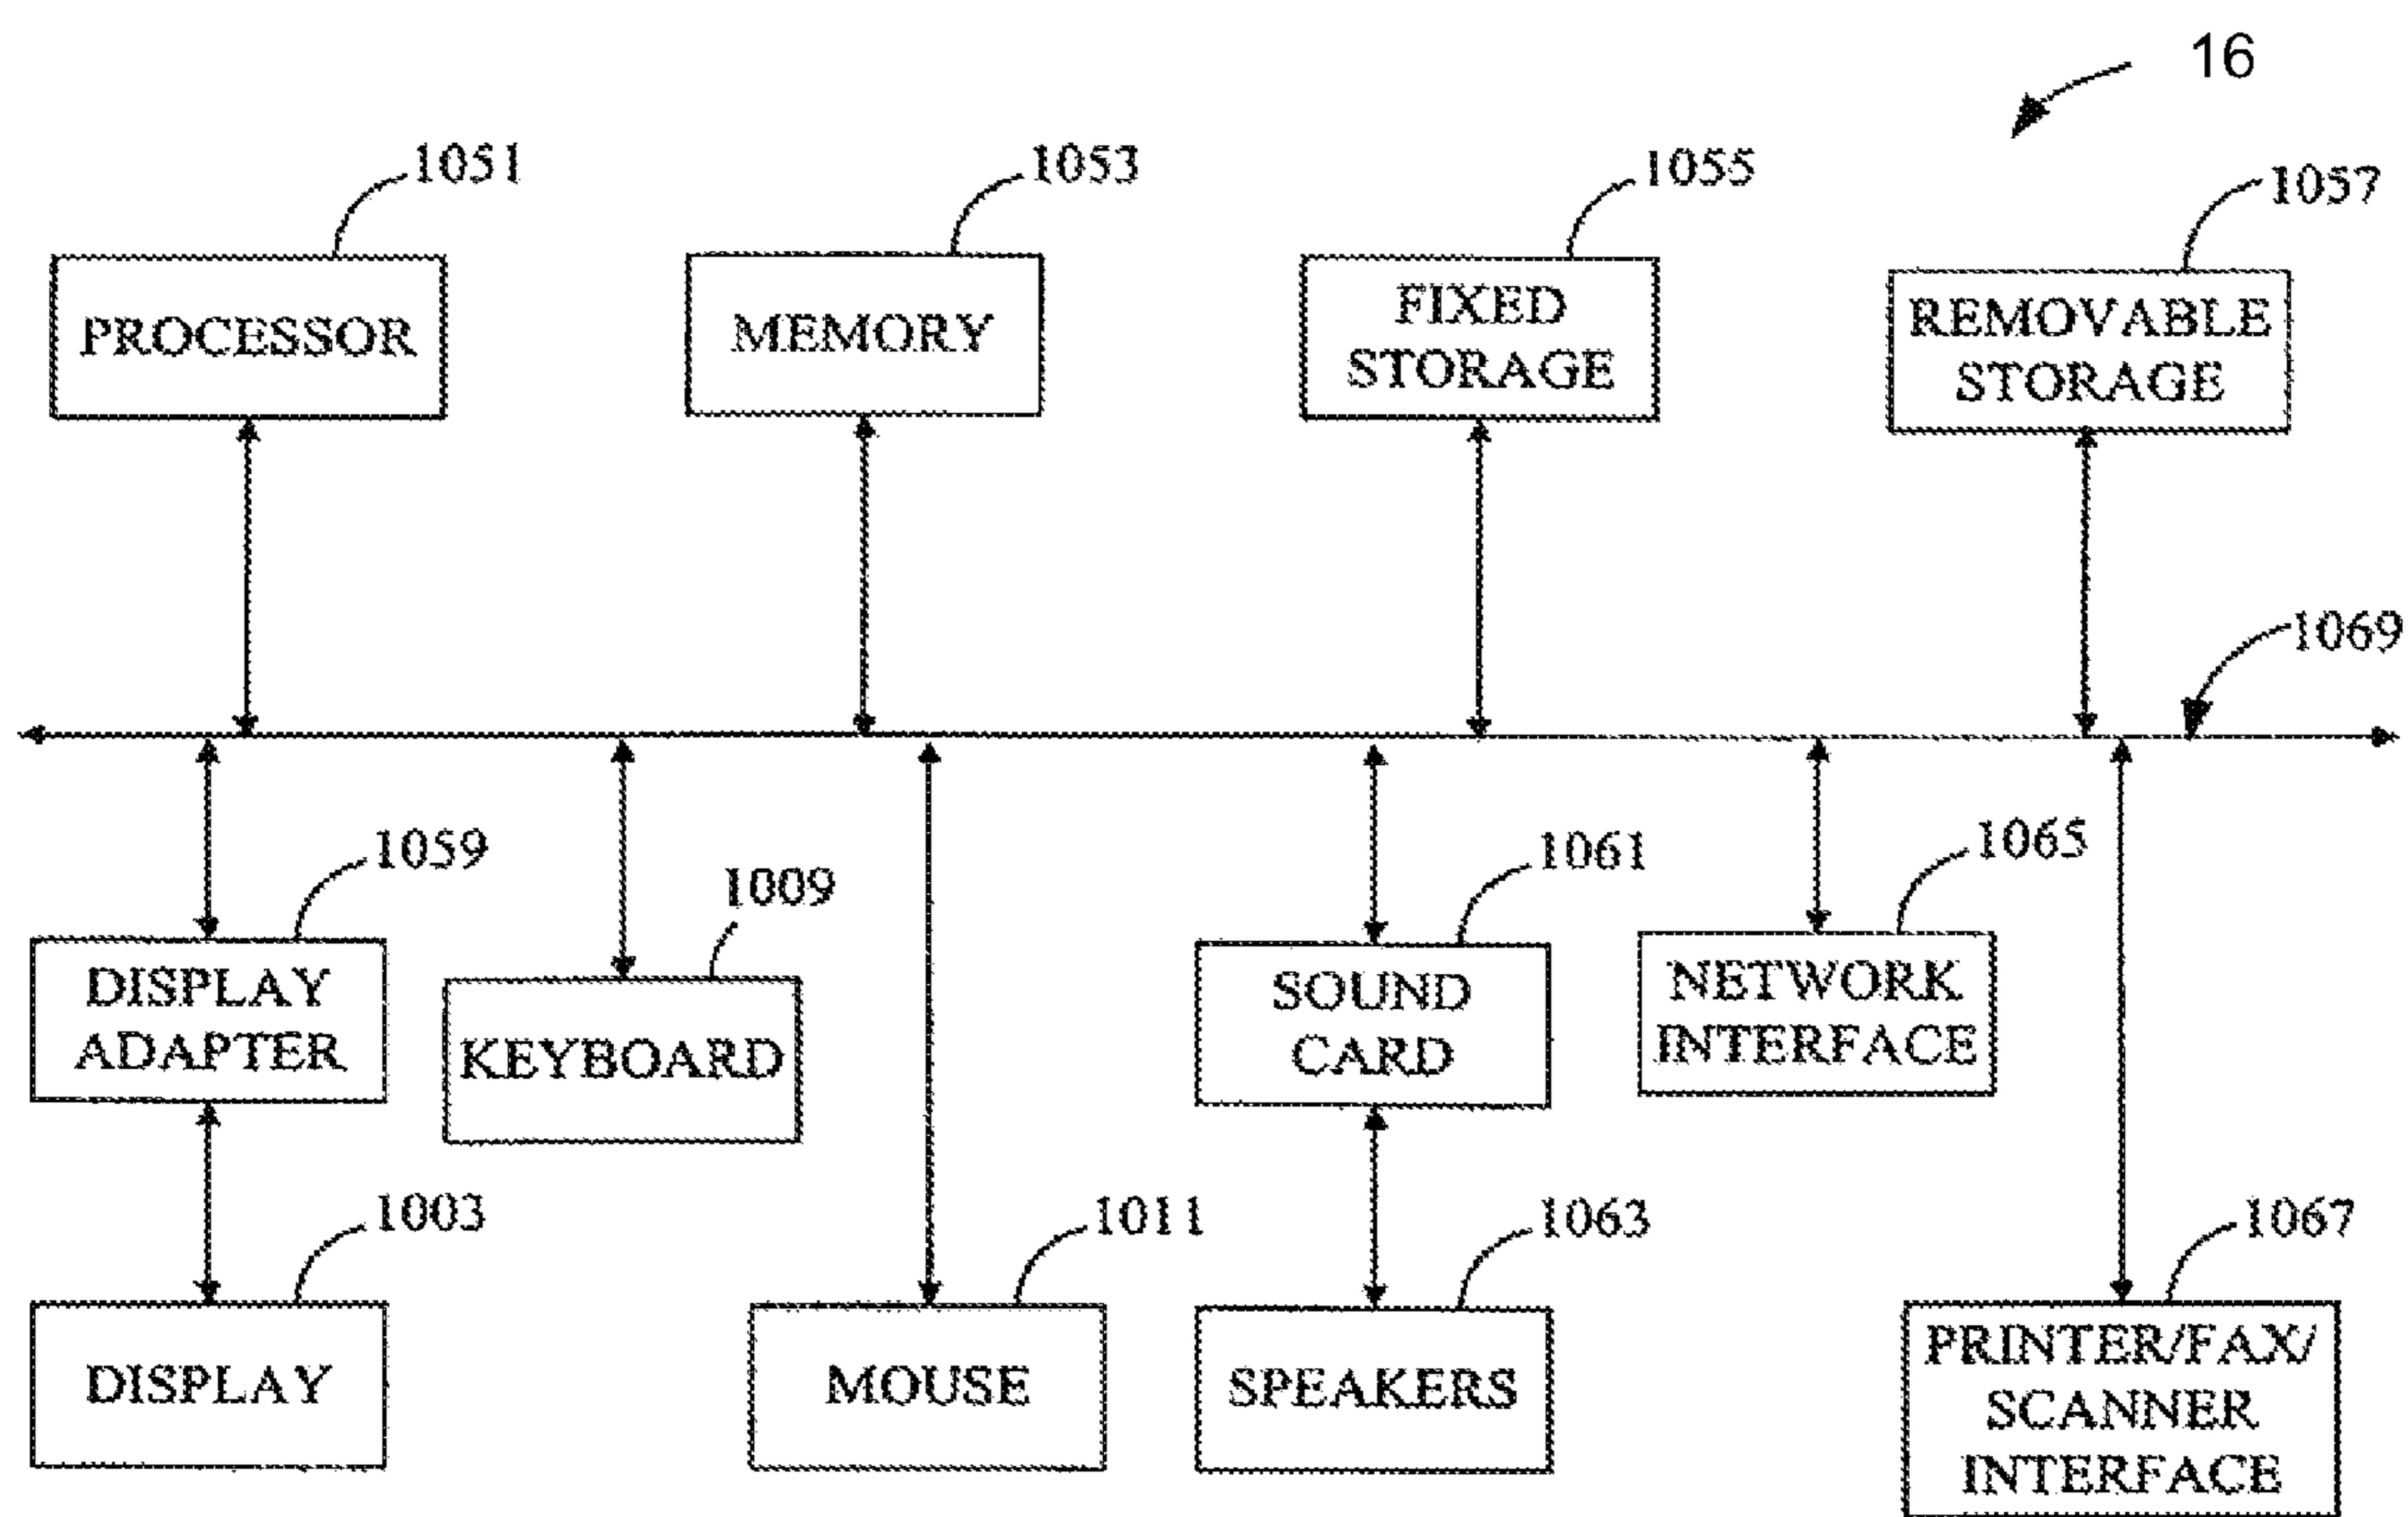 16
1051
1053
1055
1057
PROCESSOR
MEMORY
FIXED
STORAGE
REMOVABLE
STORAGE
1069
1059
1009
1061
1065
DISPLAY
ADAPTER
KEYBOARD
SOUND
CARD
NETWORK
INTERFACE
1003
1011
1063
1067
DISPLAY
MOUSE
SPEAKERS
PRINTER/FAX/
SCANNER
INTERFACE